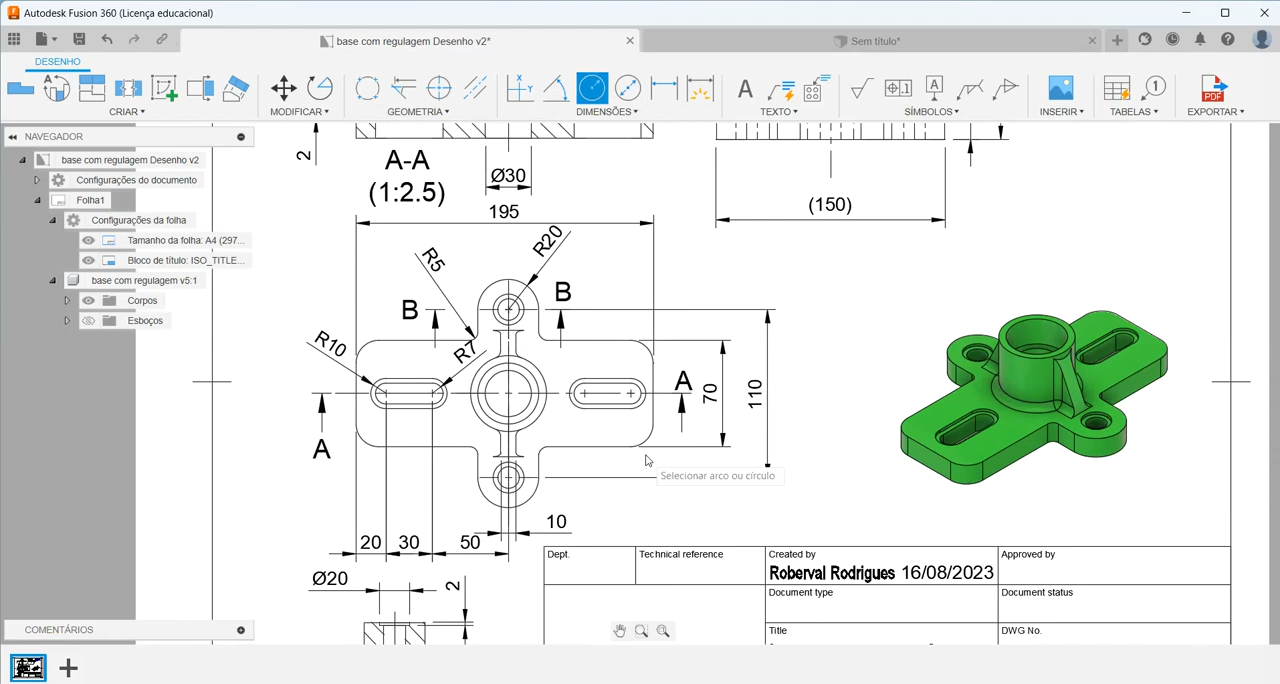 Autodesk Fusion 360 (Licença educacional)
base com regulagem Desenho v2*
Sem título*
DESENHO
CRIAR
MODIFICAR
GEOMETRIA
DIMENSÕES
TEXTO
SÍMBOLOS
INSERIR
TABELAS
EXPORTAR
PDF
NAVEGADOR
base com regulagem Desenho v2
Configurações do documento
Folha1
Configurações da folha
Tamanho da folha: A4 (297...
Bloco de título: ISO_TITLE...
base com regulagem v5:1
Corpos
Esboços
COMENTÁRIOS
2
A-A
(1:2.5)
Ø30
195
(150)
R5
R20
B
B
R10
R7
A
A
70
110
Selecionar arco ou círculo
10
20
30
50
Ø20
2
Dept.
Technical reference
Created by
Roberval Rodrigues 16/08/2023
Approved by
Document type
Document status
Title
DWG No.